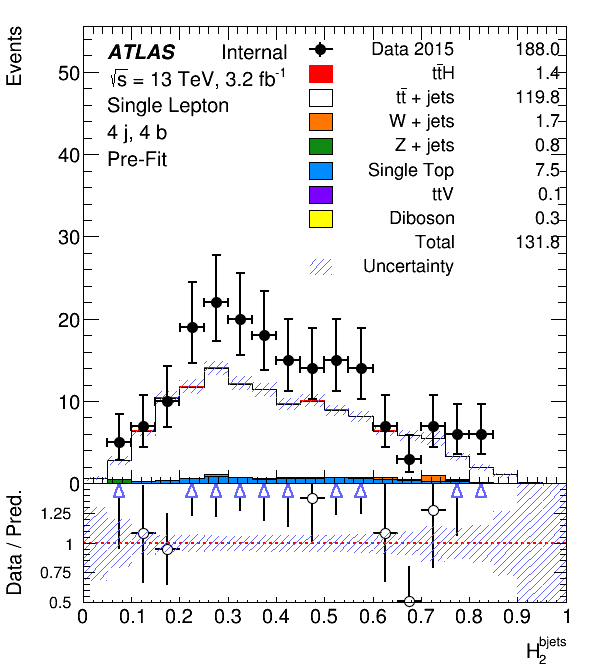 Events
ATLAS Internal
√s = 13 TeV, 3.2 fb⁻¹
Single Lepton
4 j, 4 b
Pre-Fit
Data 2015 188.0
tt̄H 1.4
tt̄ + jets 119.8
W + jets 1.7
Z + jets 0.8
Single Top 7.5
ttV 0.1
Diboson 0.3
Total 131.8
Uncertainty
50
40
30
20
10
0
Data / Pred.
1.25
1
0.75
0.5
0 0.1 0.2 0.3 0.4 0.5 0.6 0.7 0.8 0.9 1
H₂^bjets